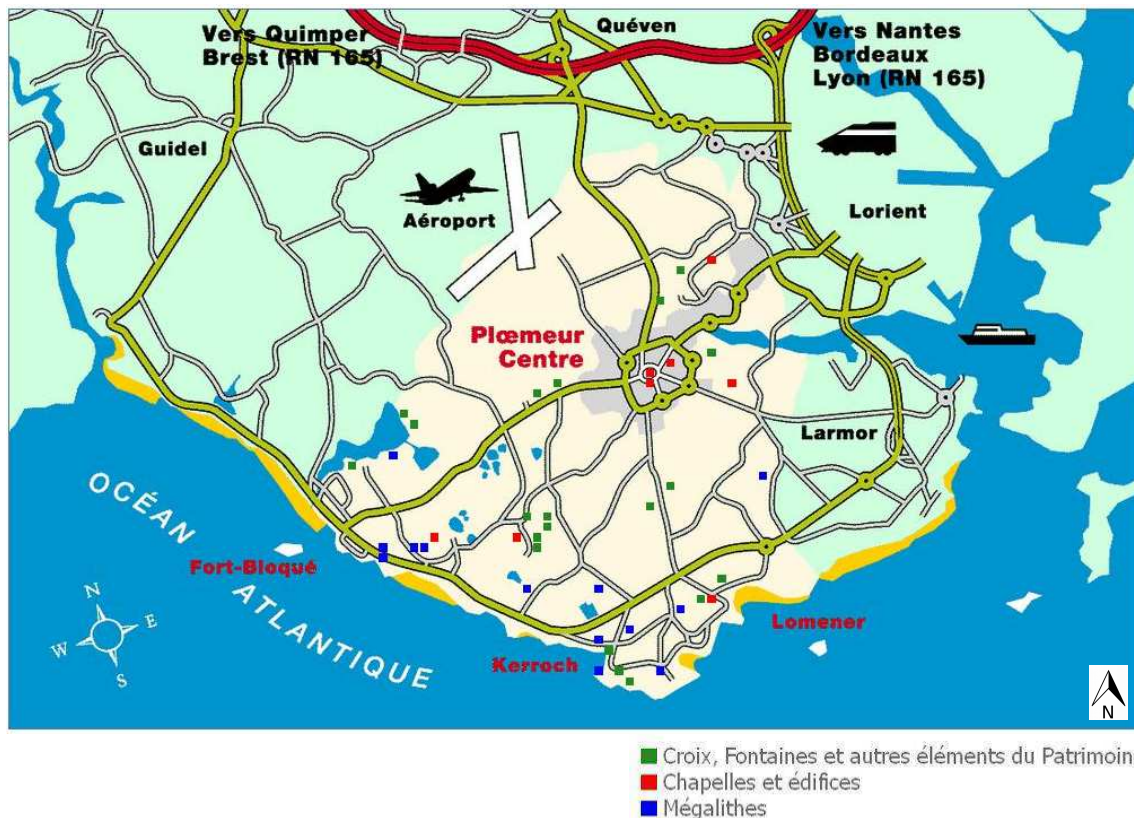 Vers Quimper
Brest (RN 165)
Quéven
Vers Nantes
Bordeaux
Lyon (RN 165)
Guidel
Aéroport
Lorient
Plœmeur
Centre
Larmor
OCÉAN
ATLANTIQUE
Fort-Bloqué
Lomener
Kerroch
N
E
W
S
N
Croix, Fontaines et autres éléments du Patrimoin
Chapelles et édifices
Mégalithes